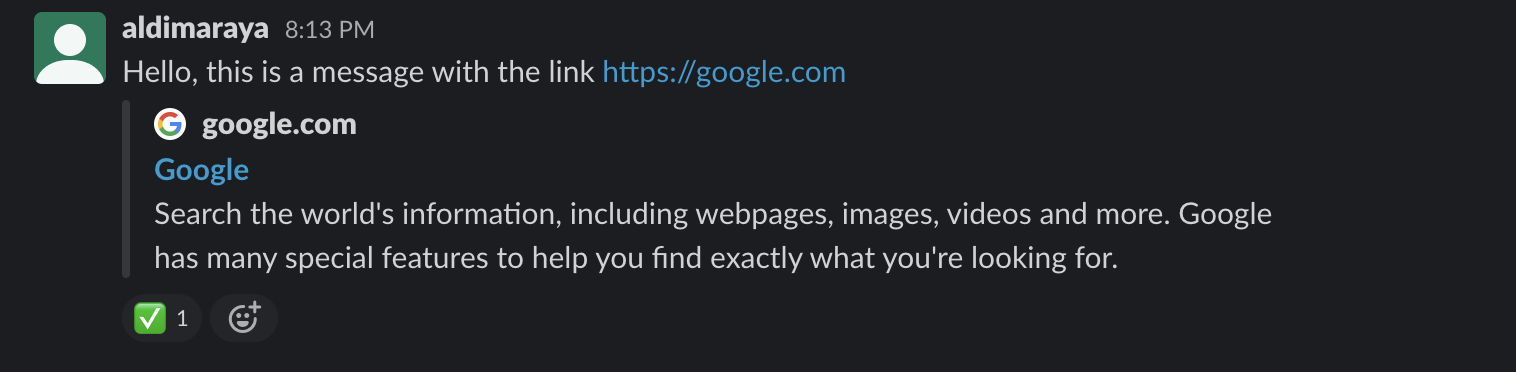 aldimaraya 8:13 PM
Hello, this is a message with the link https://google.com
google.com
Google
Search the world's information, including webpages, images, videos and more. Google
has many special features to help you find exactly what you're looking for.
1